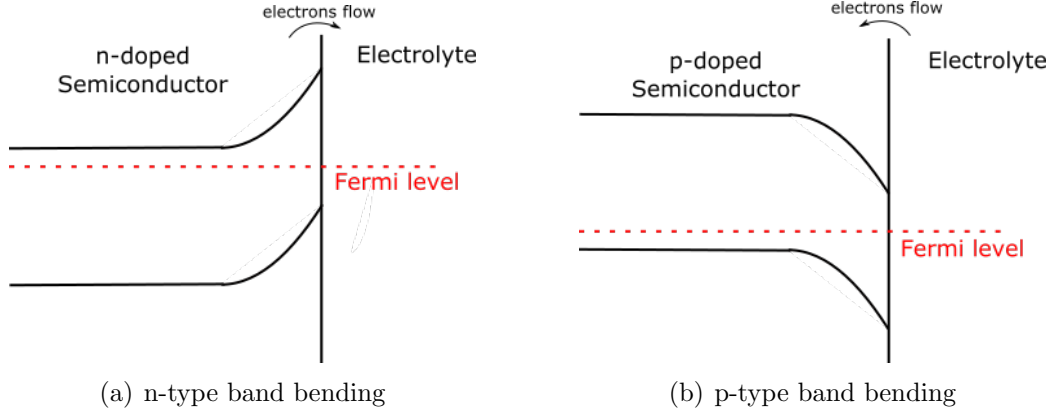 electrons flow
n-doped
Semiconductor
Electrolyte
Fermi level
(a) n-type band bending
electrons flow
p-doped
Semiconductor
Electrolyte
Fermi level
(b) p-type band bending